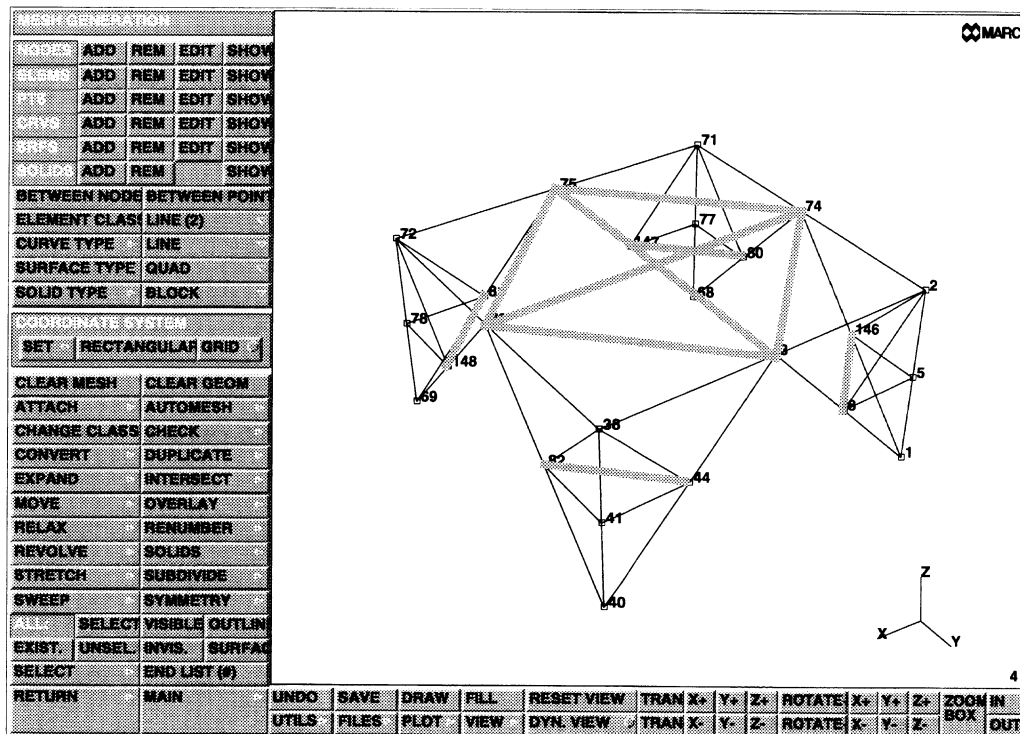 MESH GENERATION
MARC
NODES ADD REM EDIT SHOW
ELEMS ADD REM EDIT SHOW
PTS ADD REM EDIT SHOW
CRVS ADD REM EDIT SHOW
SRFS ADD REM EDIT SHOW
SOLIDS ADD REM SHOW
BETWEEN NODE BETWEEN POINT
ELEMENT CLASS LINE (2)
CURVE TYPE LINE
SURFACE TYPE QUAD
SOLID TYPE BLOCK
COORDINATE SYSTEM
SET RECTANGULAR GRID
CLEAR MESH CLEAR GEOM
ATTACH AUTOMESH
CHANGE CLASS CHECK
CONVERT DUPLICATE
EXPAND INTERSECT
MOVE OVERLAY
RELAX RENUMBER
REVOLVE SOLIDS
STRETCH SUBDIVIDE
SWEEP SYMMETRY
ALL: SELECT VISIBLE OUTLIN
EXIST. UNSEL. INVIS. SURFAC
SELECT END LIST (#)
RETURN MAIN
71
75
74
72
77
147
80
2
68
78
146
148
3
5
69
38
1
82
44
41
40
Z
X
Y
4
UNDO SAVE DRAW FILL RESET VIEW TRAN X+ Y+ Z+ ROTATE X+ Y+ Z+ ZOOM BOX IN
UTILS FILES PLOT VIEW DYN. VIEW TRAN X- Y- Z- ROTATE X- Y- Z- OUT